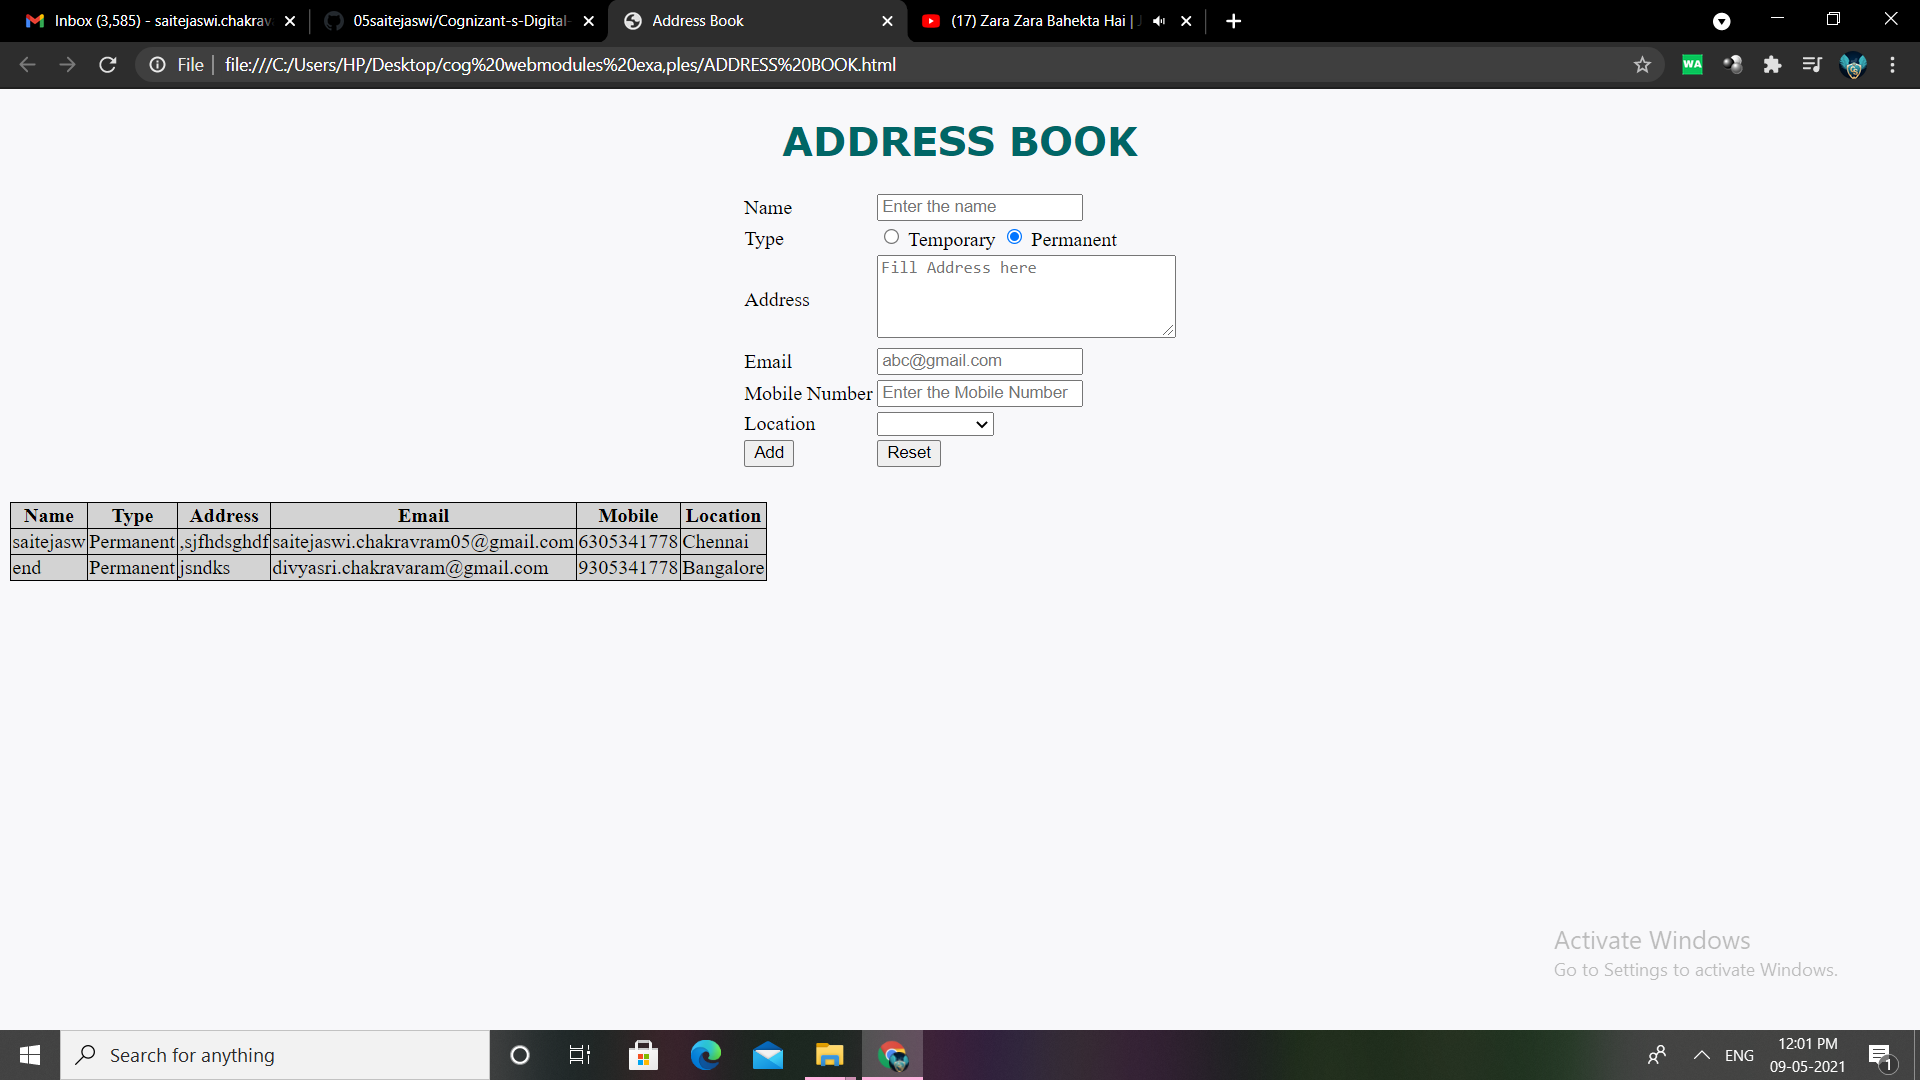 Inbox (3,585) - saitejaswi.chakrav
05saitejaswi/Cognizant-s-Digital-
Address Book
(17) Zara Zara Bahekta Hai |
File
file:///C:/Users/HP/Desktop/cog%20webmodules%20exa,ples/ADDRESS%20BOOK.html
WA
ADDRESS BOOK
Name Enter the name
Type Temporary Permanent
Address Fill Address here
Email abc@gmail.com
Mobile Number Enter the Mobile Number
Location
Add Reset
Name Type Address Email Mobile Location
saitejasw Permanent ,sjfhdsghdf saitejaswi.chakravram05@gmail.com 6305341778 Chennai
end Permanent jsndks divyasri.chakravaram@gmail.com 9305341778 Bangalore
Activate Windows
Go to Settings to activate Windows.
Search for anything
ENG
12:01 PM
09-05-2021
1